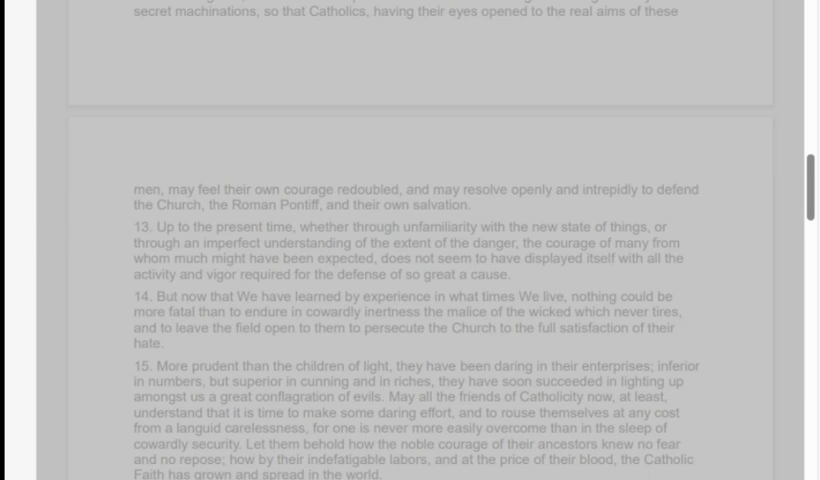 secret machinations, so that Catholics, having their eyes opened to the real aims of these
men, may feel their own courage redoubled, and may resolve openly and intrepidly to defend
the Church, the Roman Pontiff, and their own salvation.
13. Up to the present time, whether through unfamiliarity with the new state of things, or
through an imperfect understanding of the extent of the danger, the courage of many from
whom much might have been expected, does not seem to have displayed itself with all the
activity and vigor required for the defense of so great a cause.
14. But now that We have learned by experience in what times We live, nothing could be
more fatal than to endure in cowardly inertness the malice of the wicked which never tires,
and to leave the field open to them to persecute the Church to the full satisfaction of their
hate.
15. More prudent than the children of light, they have been daring in their enterprises; inferior
in numbers, but superior in cunning and in riches, they have soon succeeded in lighting up
amongst us a great conflagration of evils. May all the friends of Catholicity now, at least,
understand that it is time to make some daring effort, and to rouse themselves at any cost
from a languid carelessness, for one is never more easily overcome than in the sleep of
cowardly security. Let them behold how the noble courage of their ancestors knew no fear
and no repose; how by their indefatigable labors, and at the price of their blood, the Catholic
Faith has grown and spread in the world.